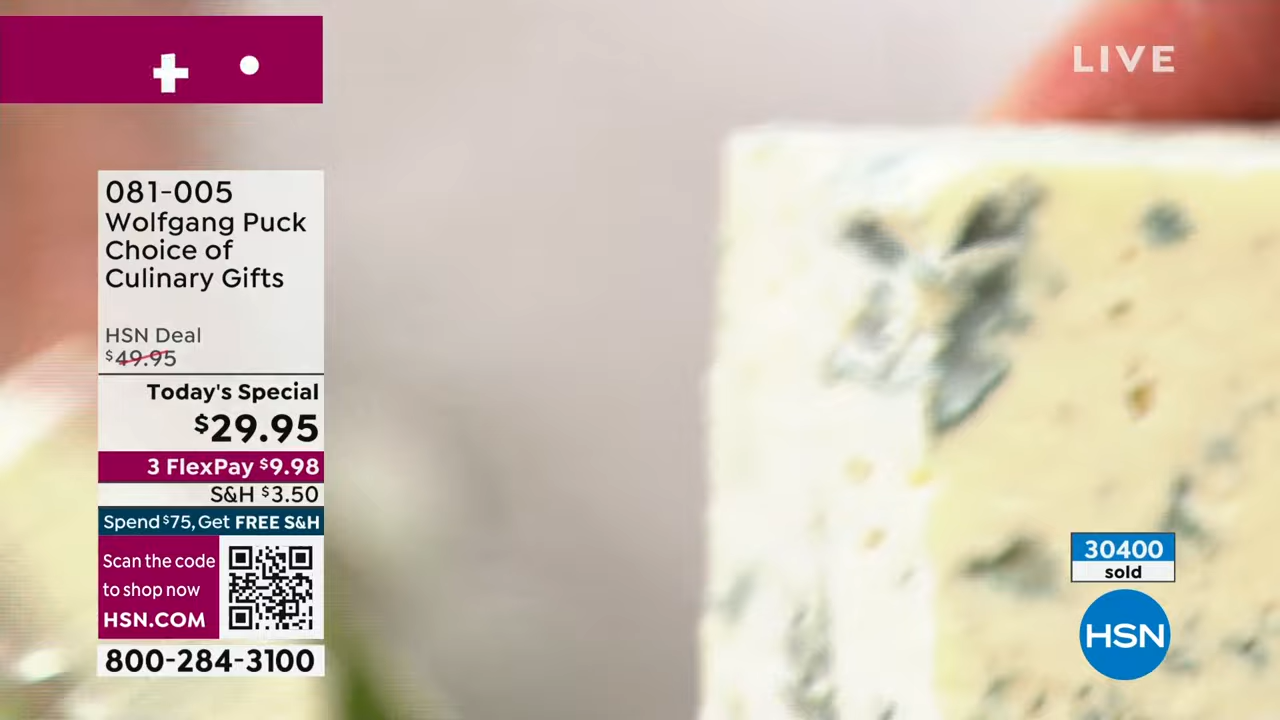 LIVE
081-005
Wolfgang Puck
Choice of
Culinary Gifts
HSN Deal
$49.95
Today's Special
$29.95
3 FlexPay $9.98
S&H $3.50
Spend $75, Get FREE S&H
Scan the code
to shop now
HSN.COM
800-284-3100
30400
sold
HSN